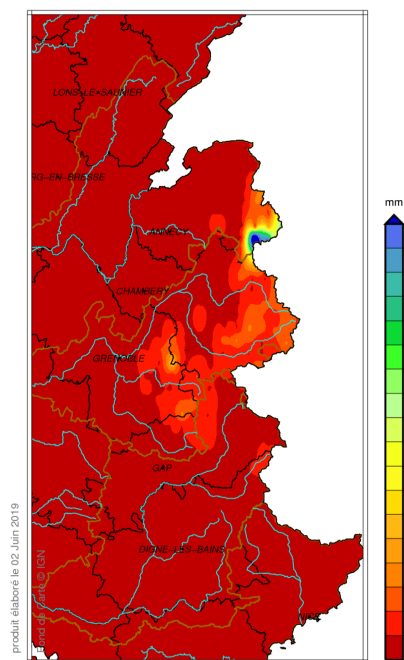 mm
LONS-LE-SAUNIER
RG-EN-BRESSE
ANNECY
CHAMBERY
GRENOBLE
GAP
DIGNE-LES-BAINS
produit élaboré le 02 Juin 2019
Fond de Carte © IGN